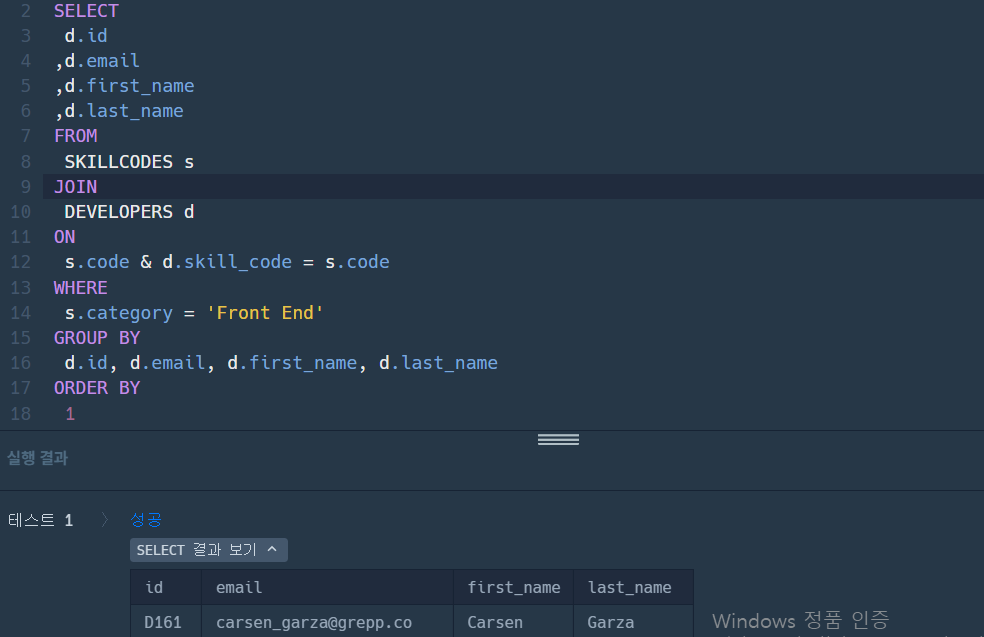 2 SELECT
3 d.id
4 ,d.email
5 ,d.first_name
6 ,d.last_name
7 FROM
8 SKILLCODES s
9 JOIN
10 DEVELOPERS d
11 ON
12 s.code & d.skill_code = s.code
13 WHERE
14 s.category = 'Front End'
15 GROUP BY
16 d.id, d.email, d.first_name, d.last_name
17 ORDER BY
18 1
실행 결과
테스트 1 〉 성공
SELECT 결과 보기 ^
id email first_name last_name
D161 carsen_garza@grepp.co Carsen Garza
Windows 정품 인증